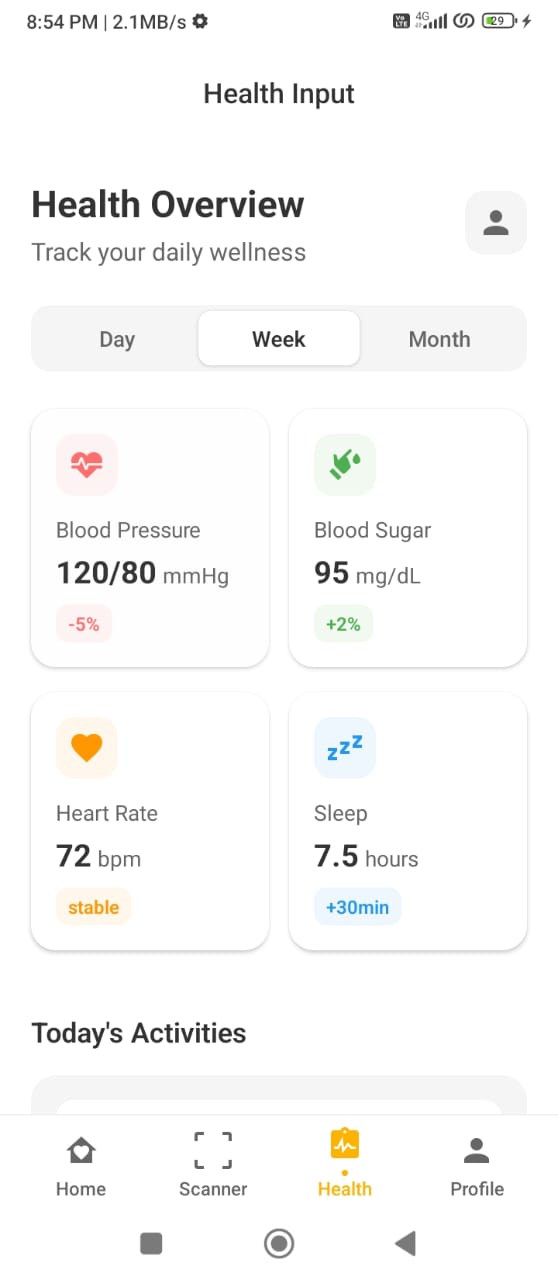 8:54 PM | 2.1MB/s
Vo LTE 4G 29
Health Input
Health Overview
Track your daily wellness
Day Week Month
Blood Pressure
120/80 mmHg
-5%
Blood Sugar
95 mg/dL
+2%
Heart Rate
72 bpm
stable
zzz
Sleep
7.5 hours
+30min
Today's Activities
Home Scanner Health Profile